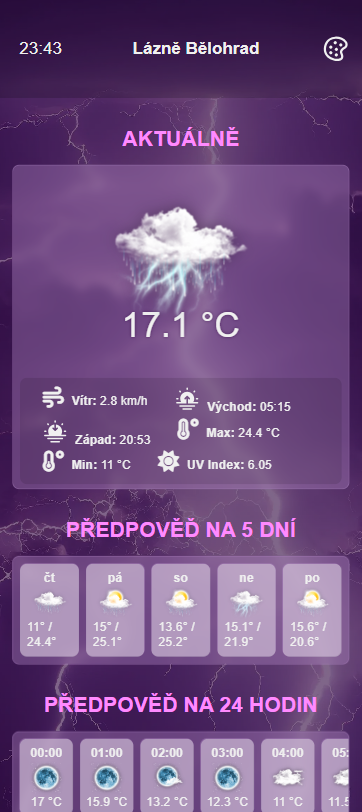 23:43 Lázně Bělohrad
AKTUÁLNĚ
17.1 °C
Vítr: 2.8 km/h Východ: 05:15
Západ: 20:53 Max: 24.4 °C
Min: 11 °C UV Index: 6.05
PŘEDPOVĚĎ NA 5 DNÍ
čt pá so ne po
11° / 15° / 13.6° / 15.1° / 15.6° /
24.4° 25.1° 25.2° 21.9° 20.6°
PŘEDPOVĚĎ NA 24 HODIN
00:00 01:00 02:00 03:00 04:00 05:
17 °C 15.9 °C 13.2 °C 12.3 °C 11 °C 11.5